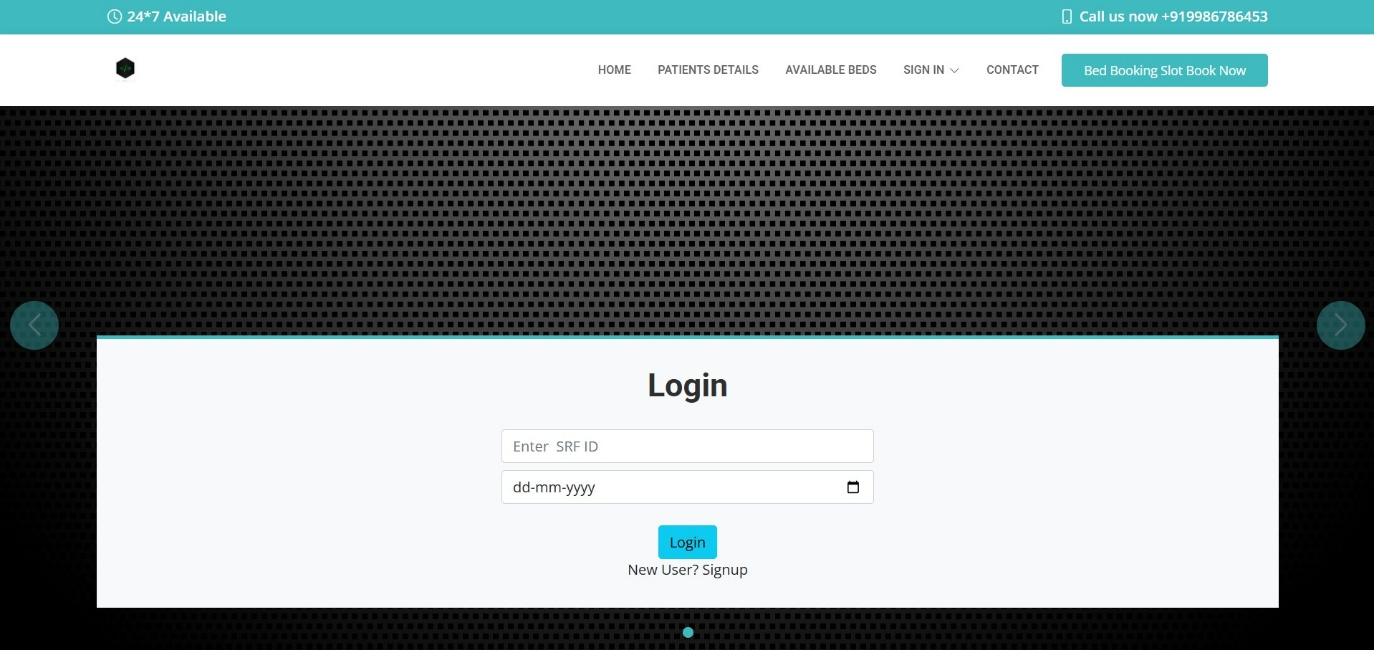 24*7 Available
Call us now +919986786453
HOME PATIENTS DETAILS AVAILABLE BEDS SIGN IN CONTACT Bed Booking Slot Book Now
Login
Enter SRF ID
dd-mm-yyyy
Login
New User? Signup